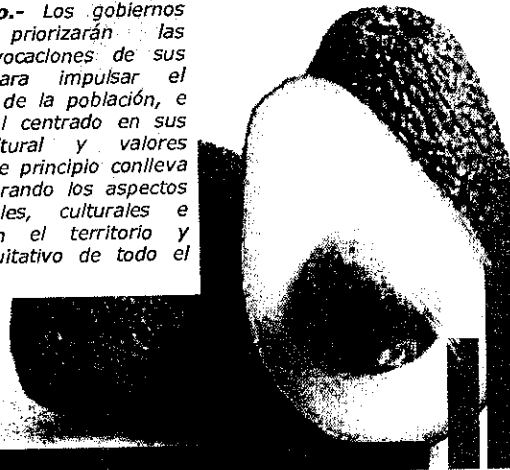 o.- Los gobiernos
priorizarán las
vocaciones de sus
ara impulsar el
de la población, e
l centrado en sus
tural y valores
e principio conlleva
rando los aspectos
les, culturales e
n el territorio y
uitativo de todo el